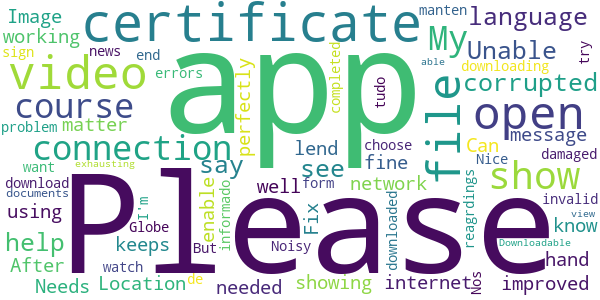 Image certificate manten language
working My Unable
sign news end app try
video errors completed tudo able downloading
course perfectly file corrupted
problem matter open
connection lend choose message
say see fine show damaged
want exhausting well network
download documents Please form Nice invalid
using I'm enable informado Fix downloaded reagrdings know view
help keeps Globe But Noisy Downloadable
After watch internet Nos hand
Needs Location de needed showing improved
Can